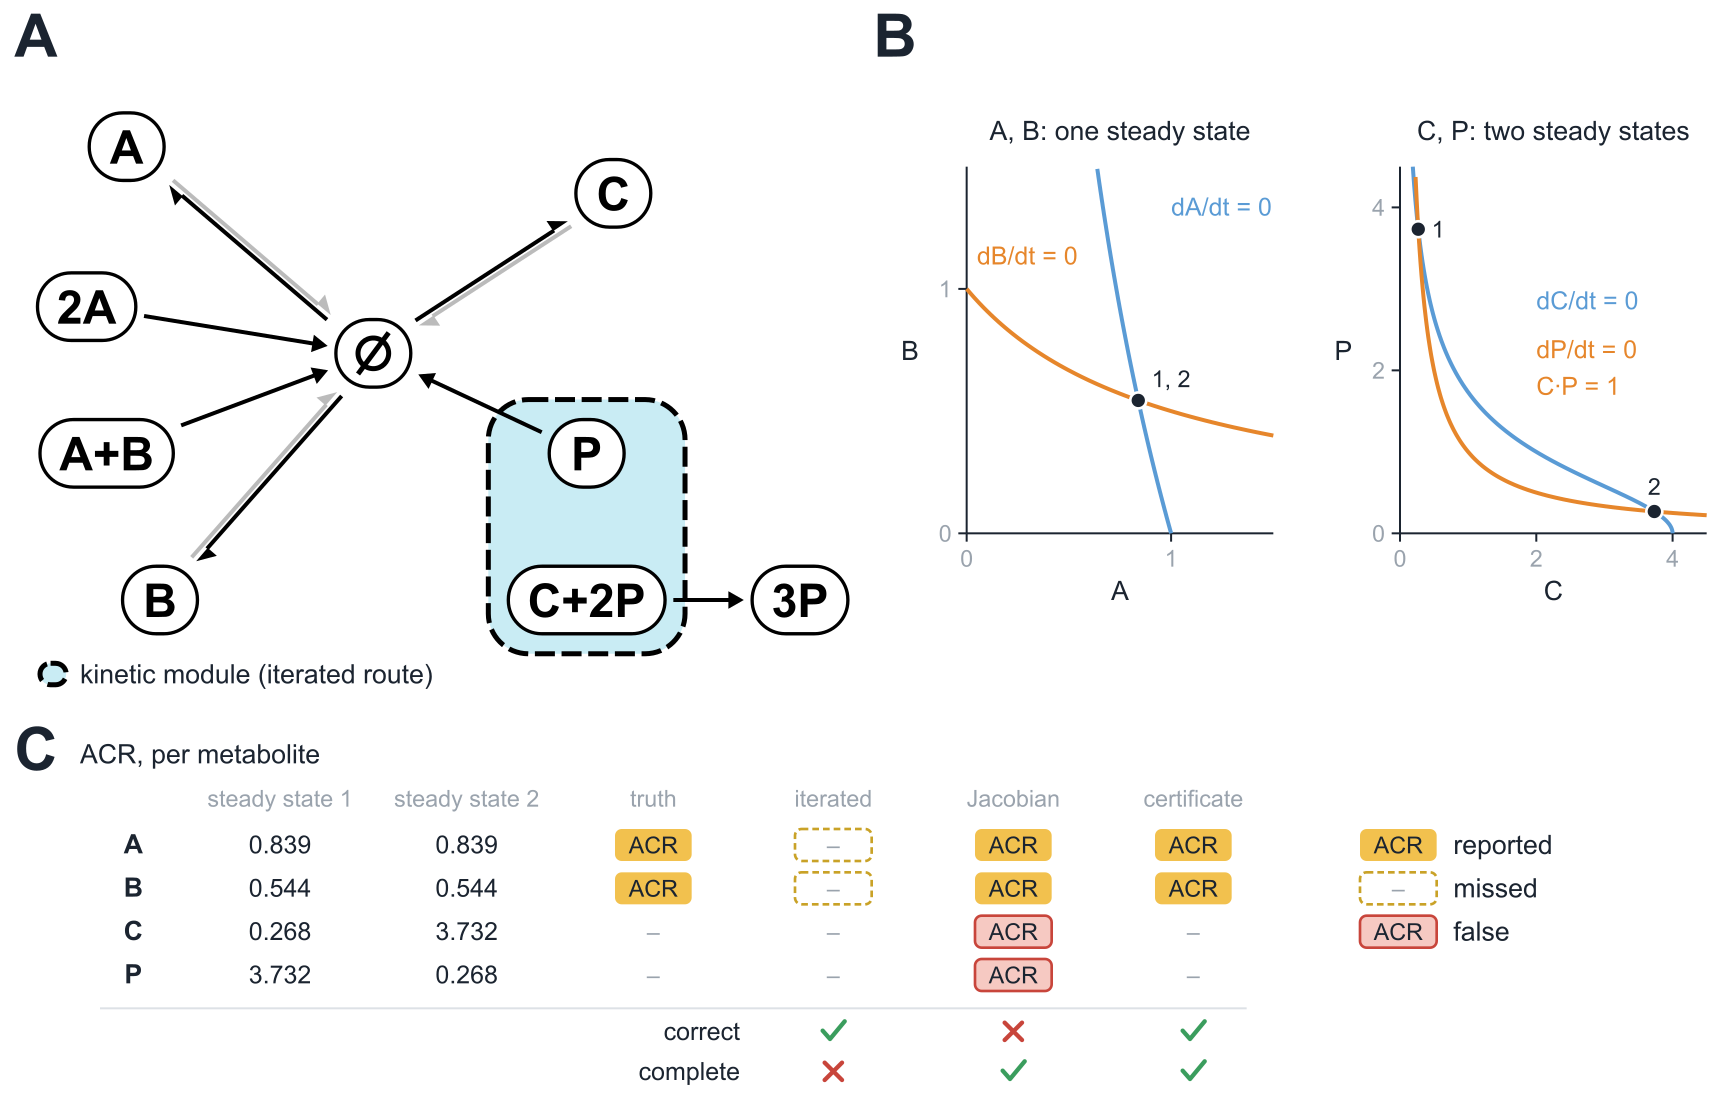 A
A
C
2A
∅
A+B
P
B
C+2P
3P
kinetic module (iterated route)
B
A, B: one steady state
dA/dt = 0
dB/dt = 0
1
B
1, 2
0
0
1
A
C, P: two steady states
4
1
dC/dt = 0
P
dP/dt = 0
2
C·P = 1
2
0
0
2
4
C
C ACR, per metabolite
steady state 1 steady state 2 truth iterated Jacobian certificate
A 0.839 0.839 ACR – ACR ACR ACR reported
B 0.544 0.544 ACR – ACR ACR – missed
C 0.268 3.732 – – ACR – ACR false
P 3.732 0.268 – – ACR –
correct ✓ ✗ ✓
complete ✗ ✓ ✓